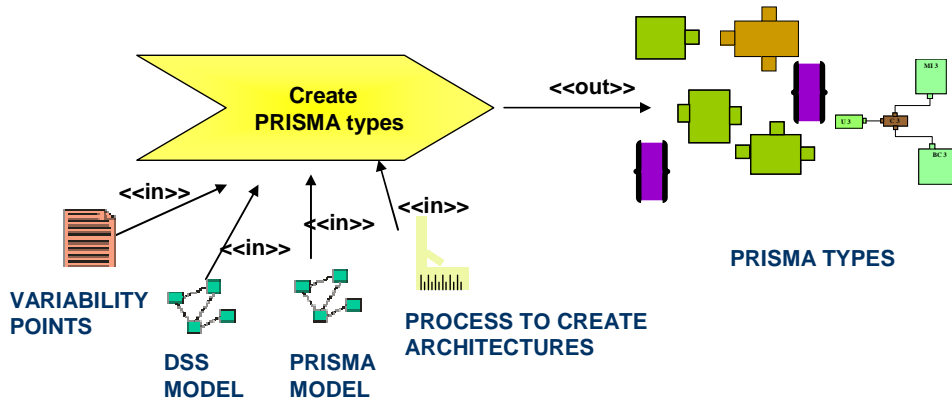 Create
PRISMA types
<<out>>
MI 3
U 3
C 3
BC 3
<<in>>
<<in>>
<<in>>
<<in>>
PRISMA TYPES
VARIABILITY
POINTS
DSS
MODEL
PRISMA
MODEL
PROCESS TO CREATE
ARCHITECTURES